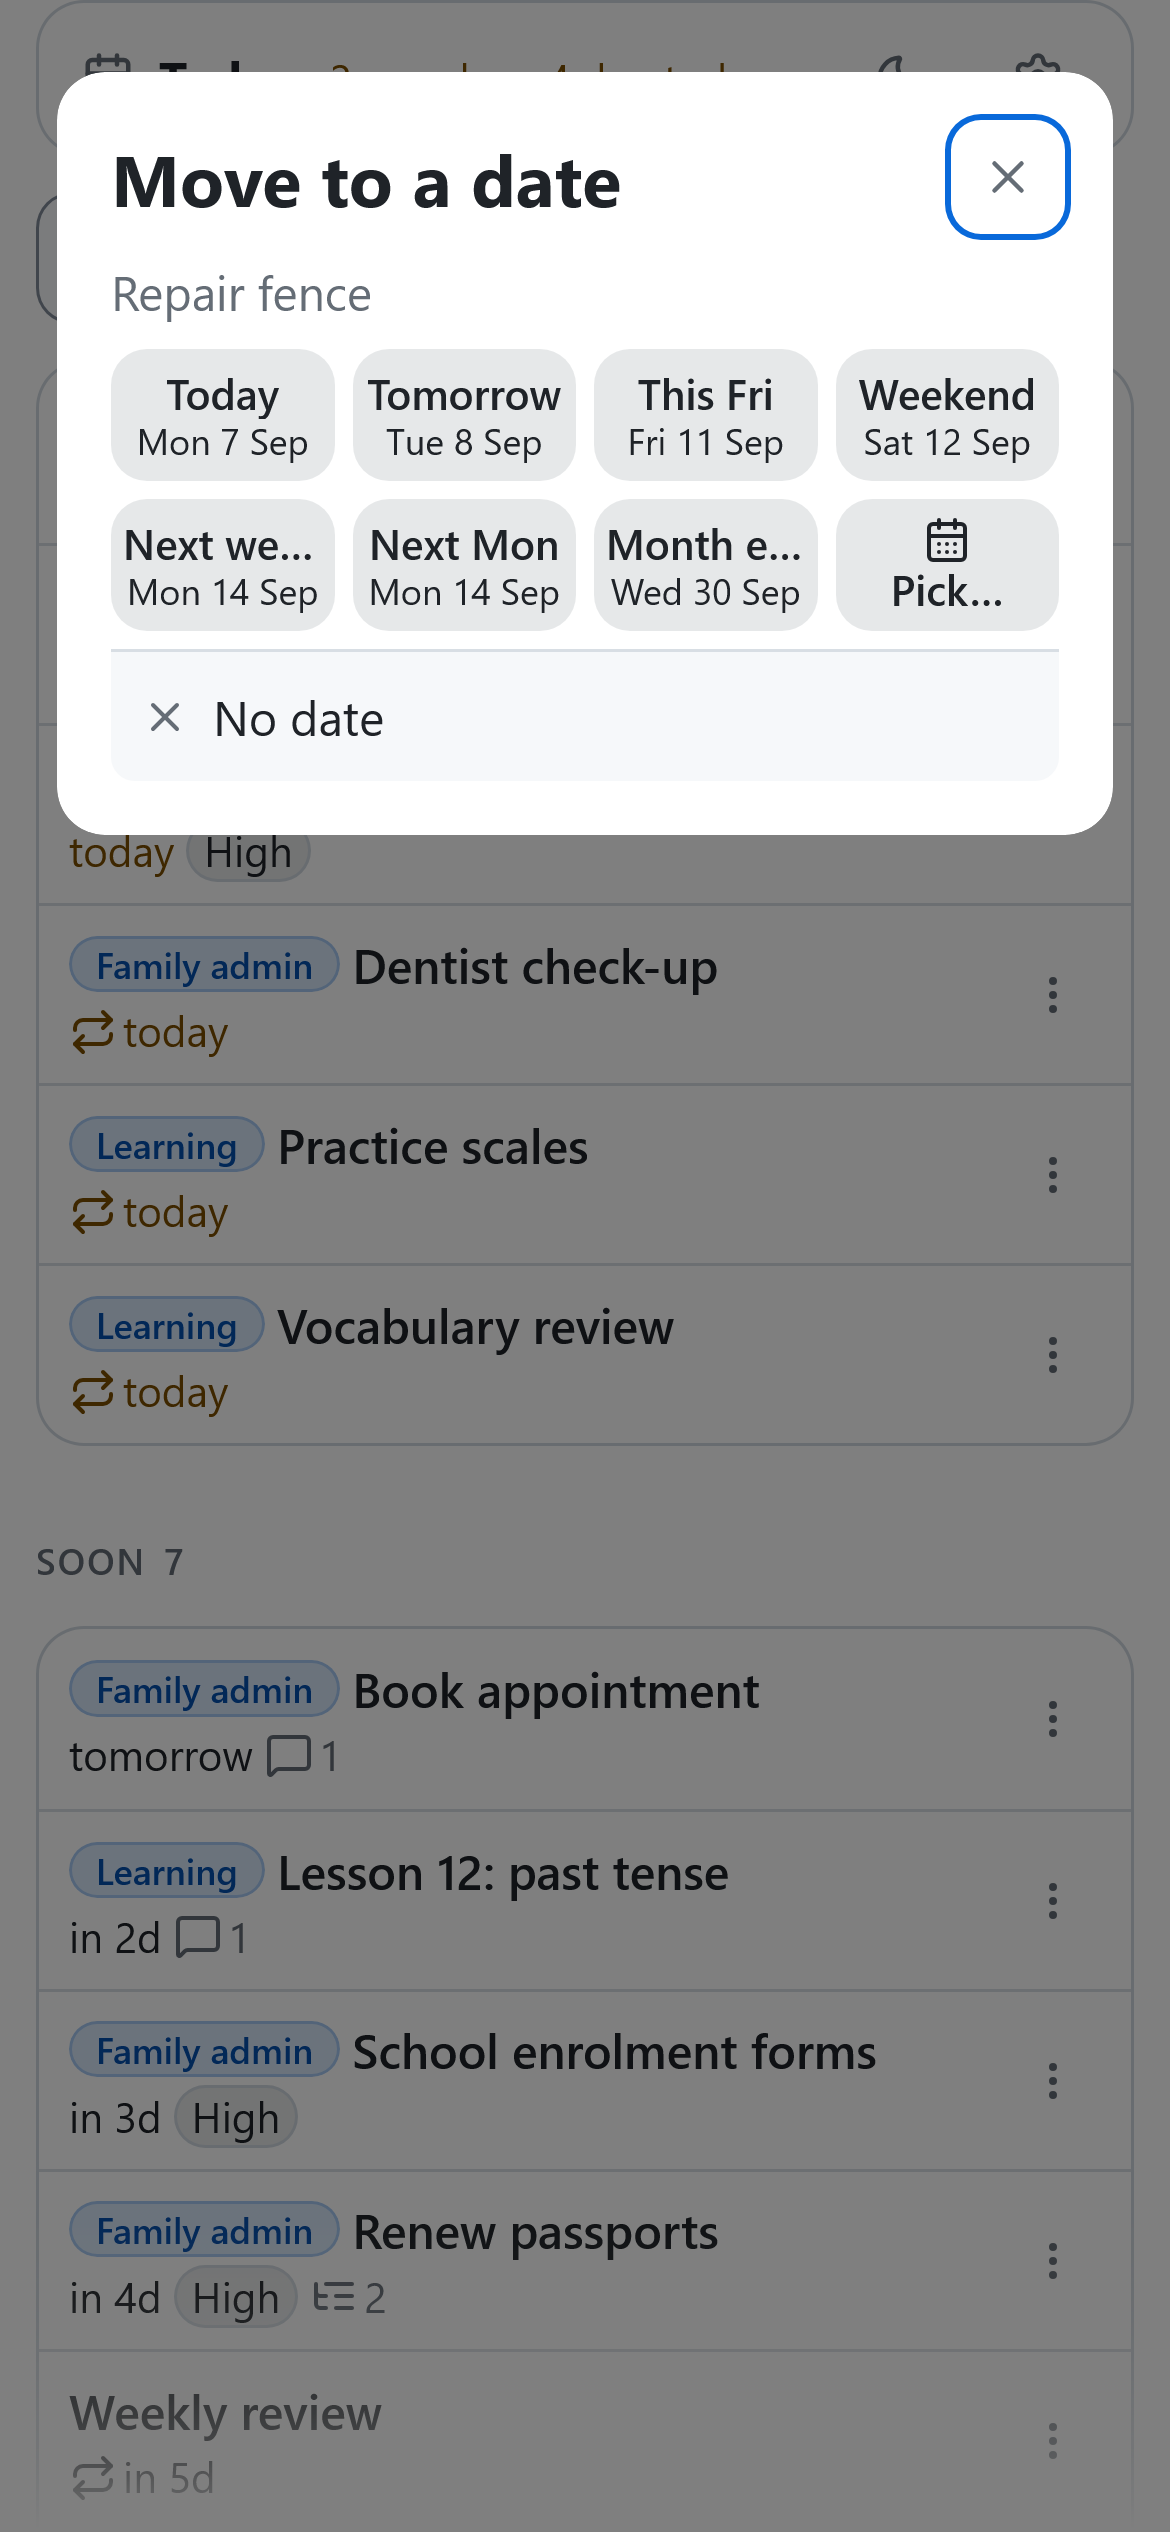 Move to a date
Repair fence
Today
Mon 7 Sep
Tomorrow
Tue 8 Sep
This Fri
Fri 11 Sep
Weekend
Sat 12 Sep
Next we...
Mon 14 Sep
Next Mon
Mon 14 Sep
Month e...
Wed 30 Sep
Pick...
No date
today High
Family admin Dentist check-up
today
Learning Practice scales
today
Learning Vocabulary review
today
SOON 7
Family admin Book appointment
tomorrow 1
Learning Lesson 12: past tense
in 2d 1
Family admin School enrolment forms
in 3d High
Family admin Renew passports
in 4d High 2
Weekly review
in 5d